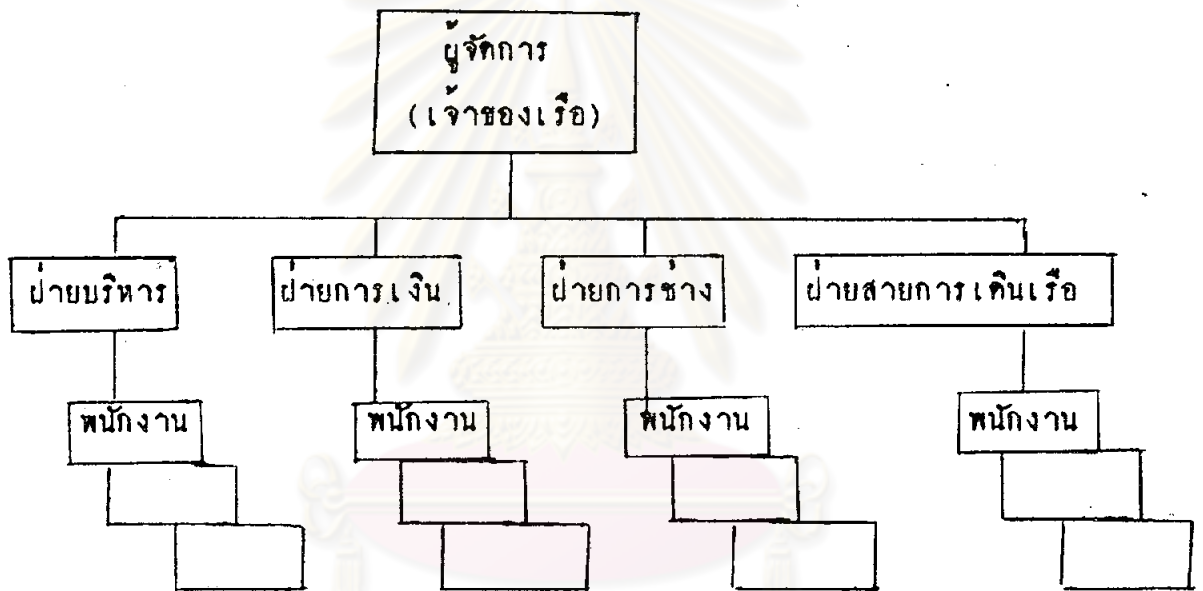 ผู้จัดการ
(เจ้าของเรือ)
ฝ่ายบริหาร
ฝ่ายการเงิน
ฝ่ายการช่าง
ฝ่ายสายการเดินเรือ
พนักงาน
พนักงาน
พนักงาน
พนักงาน